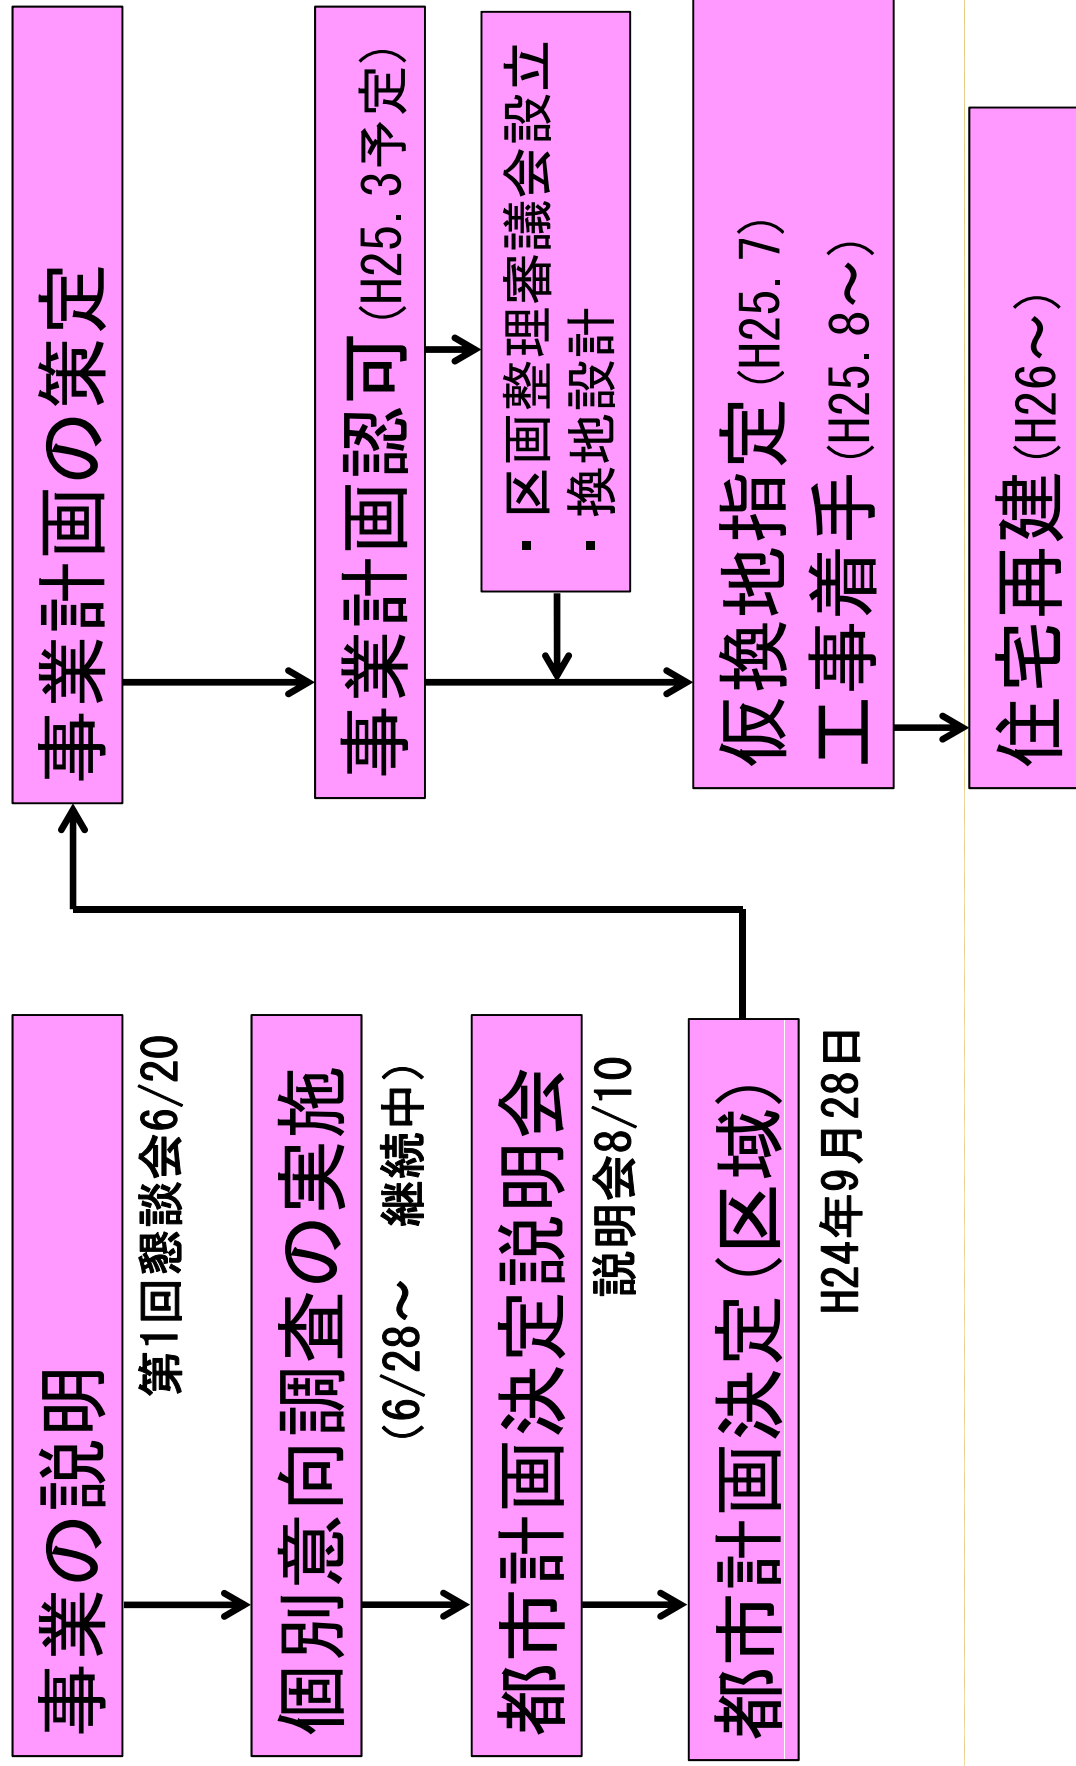 事業の説明
第1回懇談会6/20
個別意向調査の実施
(6/28～　継続中)
都市計画決定説明会
説明会8/10
都市計画決定(区域)
H24年9月28日
事業計画の策定
事業計画認可(H25.3予定)
・区画整理審議会設立
・換地設計
仮換地指定(H25.7)
工事着手(H25.8～)
住宅再建(H26～)